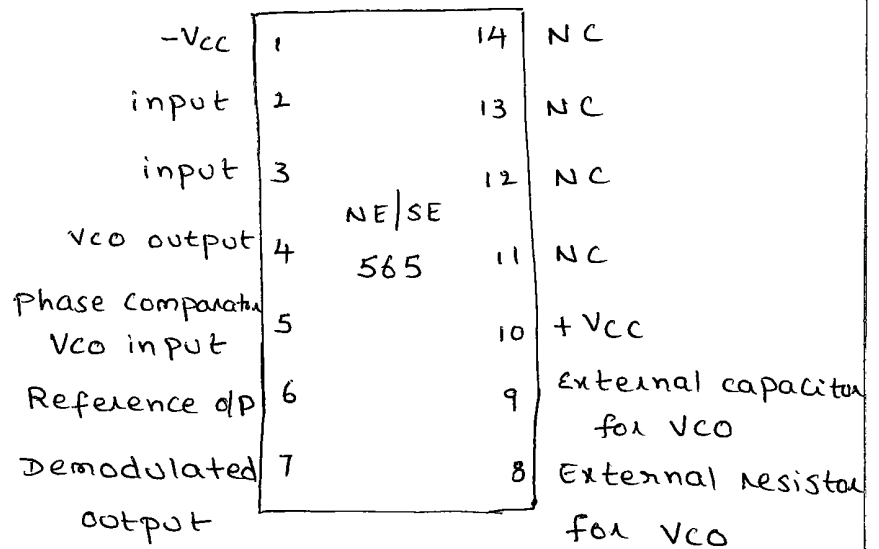 -Vcc 1 14 NC
input 2 13 NC
input 3 12 NC
NE/SE
Vco output 4 565 11 NC
Phase Comparator 5 10 +VCC
Vco input
Reference o/p 6 9 External capacitor
for VCO
Demodulated 7 8 External resistor
output for VCO